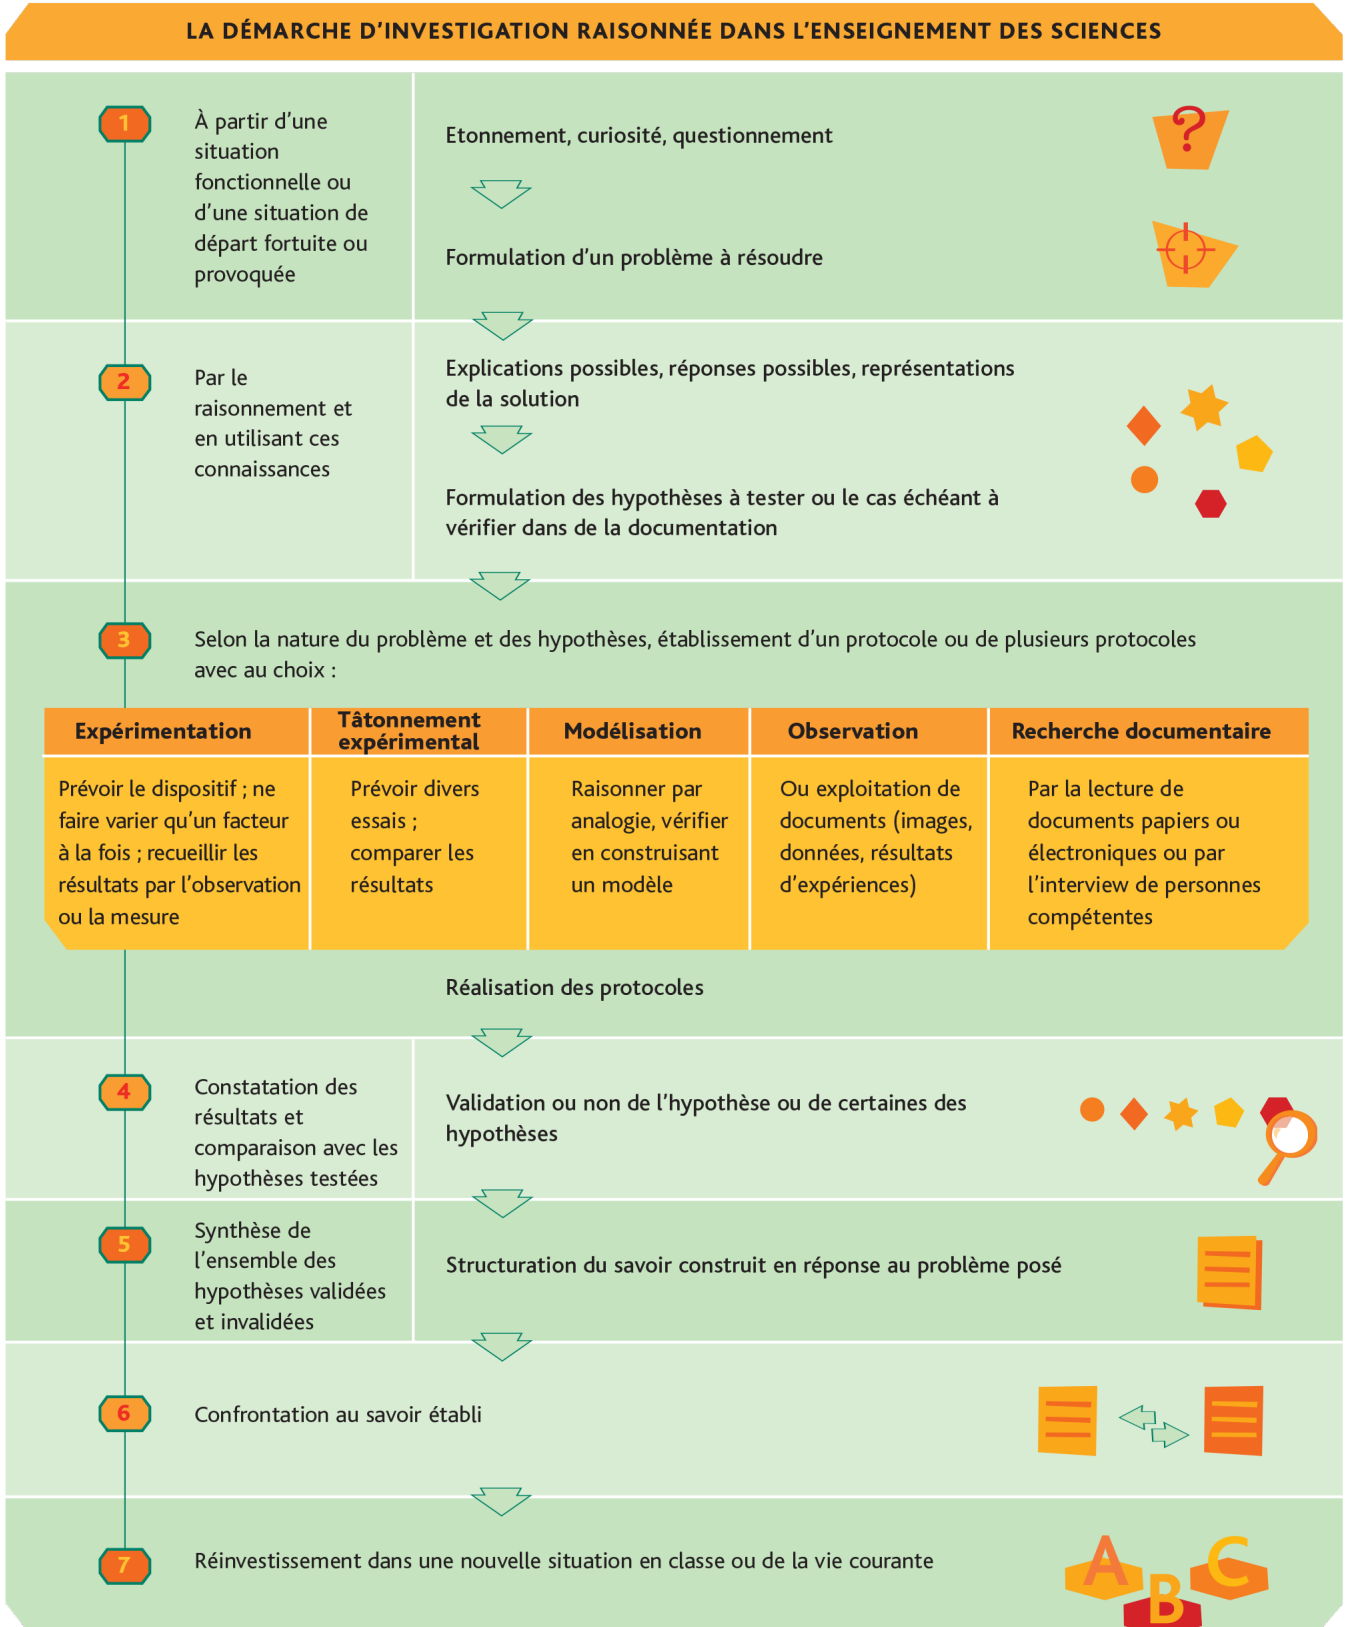 LA DÉMARCHE D’INVESTIGATION RAISONNÉE DANS L’ENSEIGNEMENT DES SCIENCES
1
À partir d’une
situation
fonctionnelle ou
d’une situation de
départ fortuite ou
provoquée
Etonnement, curiosité, questionnement
?
Formulation d’un problème à résoudre
2
Par le
raisonnement et
en utilisant ces
connaissances
Explications possibles, réponses possibles, représentations
de la solution
Formulation des hypothèses à tester ou le cas échéant à
vérifier dans de la documentation
3
Selon la nature du problème et des hypothèses, établissement d’un protocole ou de plusieurs protocoles
avec au choix :
Expérimentation
Prévoir le dispositif ; ne
faire varier qu’un facteur
à la fois ; recueillir les
résultats par l’observation
ou la mesure
Tâtonnement
expérimental
Prévoir divers
essais ;
comparer les
résultats
Modélisation
Raisonner par
analogie, vérifier
en construisant
un modèle
Observation
Ou exploitation de
documents (images,
données, résultats
d’expériences)
Recherche documentaire
Par la lecture de
documents papiers ou
électroniques ou par
l’interview de personnes
compétentes
Réalisation des protocoles
4
Constatation des
résultats et
comparaison avec les
hypothèses testées
Validation ou non de l’hypothèse ou de certaines des
hypothèses
5
Synthèse de
l’ensemble des
hypothèses validées
et invalidées
Structuration du savoir construit en réponse au problème posé
6
Confrontation au savoir établi
7
Réinvestissement dans une nouvelle situation en classe ou de la vie courante
A
B
C